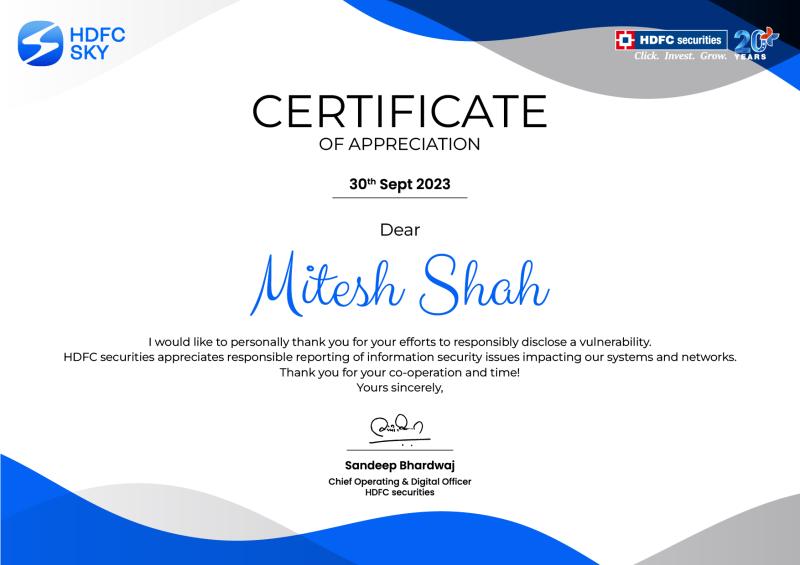 HDFC
SKY
HDFC securities
Click. Invest. Grow.
20
YEARS
CERTIFICATE
OF APPRECIATION
30th Sept 2023
Dear
Mitesh Shah
I would like to personally thank you for your efforts to responsibly disclose a vulnerability.
HDFC securities appreciates responsible reporting of information security issues impacting our systems and networks.
Thank you for your co-operation and time!
Yours sincerely,
Sandeep Bhardwaj
Chief Operating & Digital Officer
HDFC securities